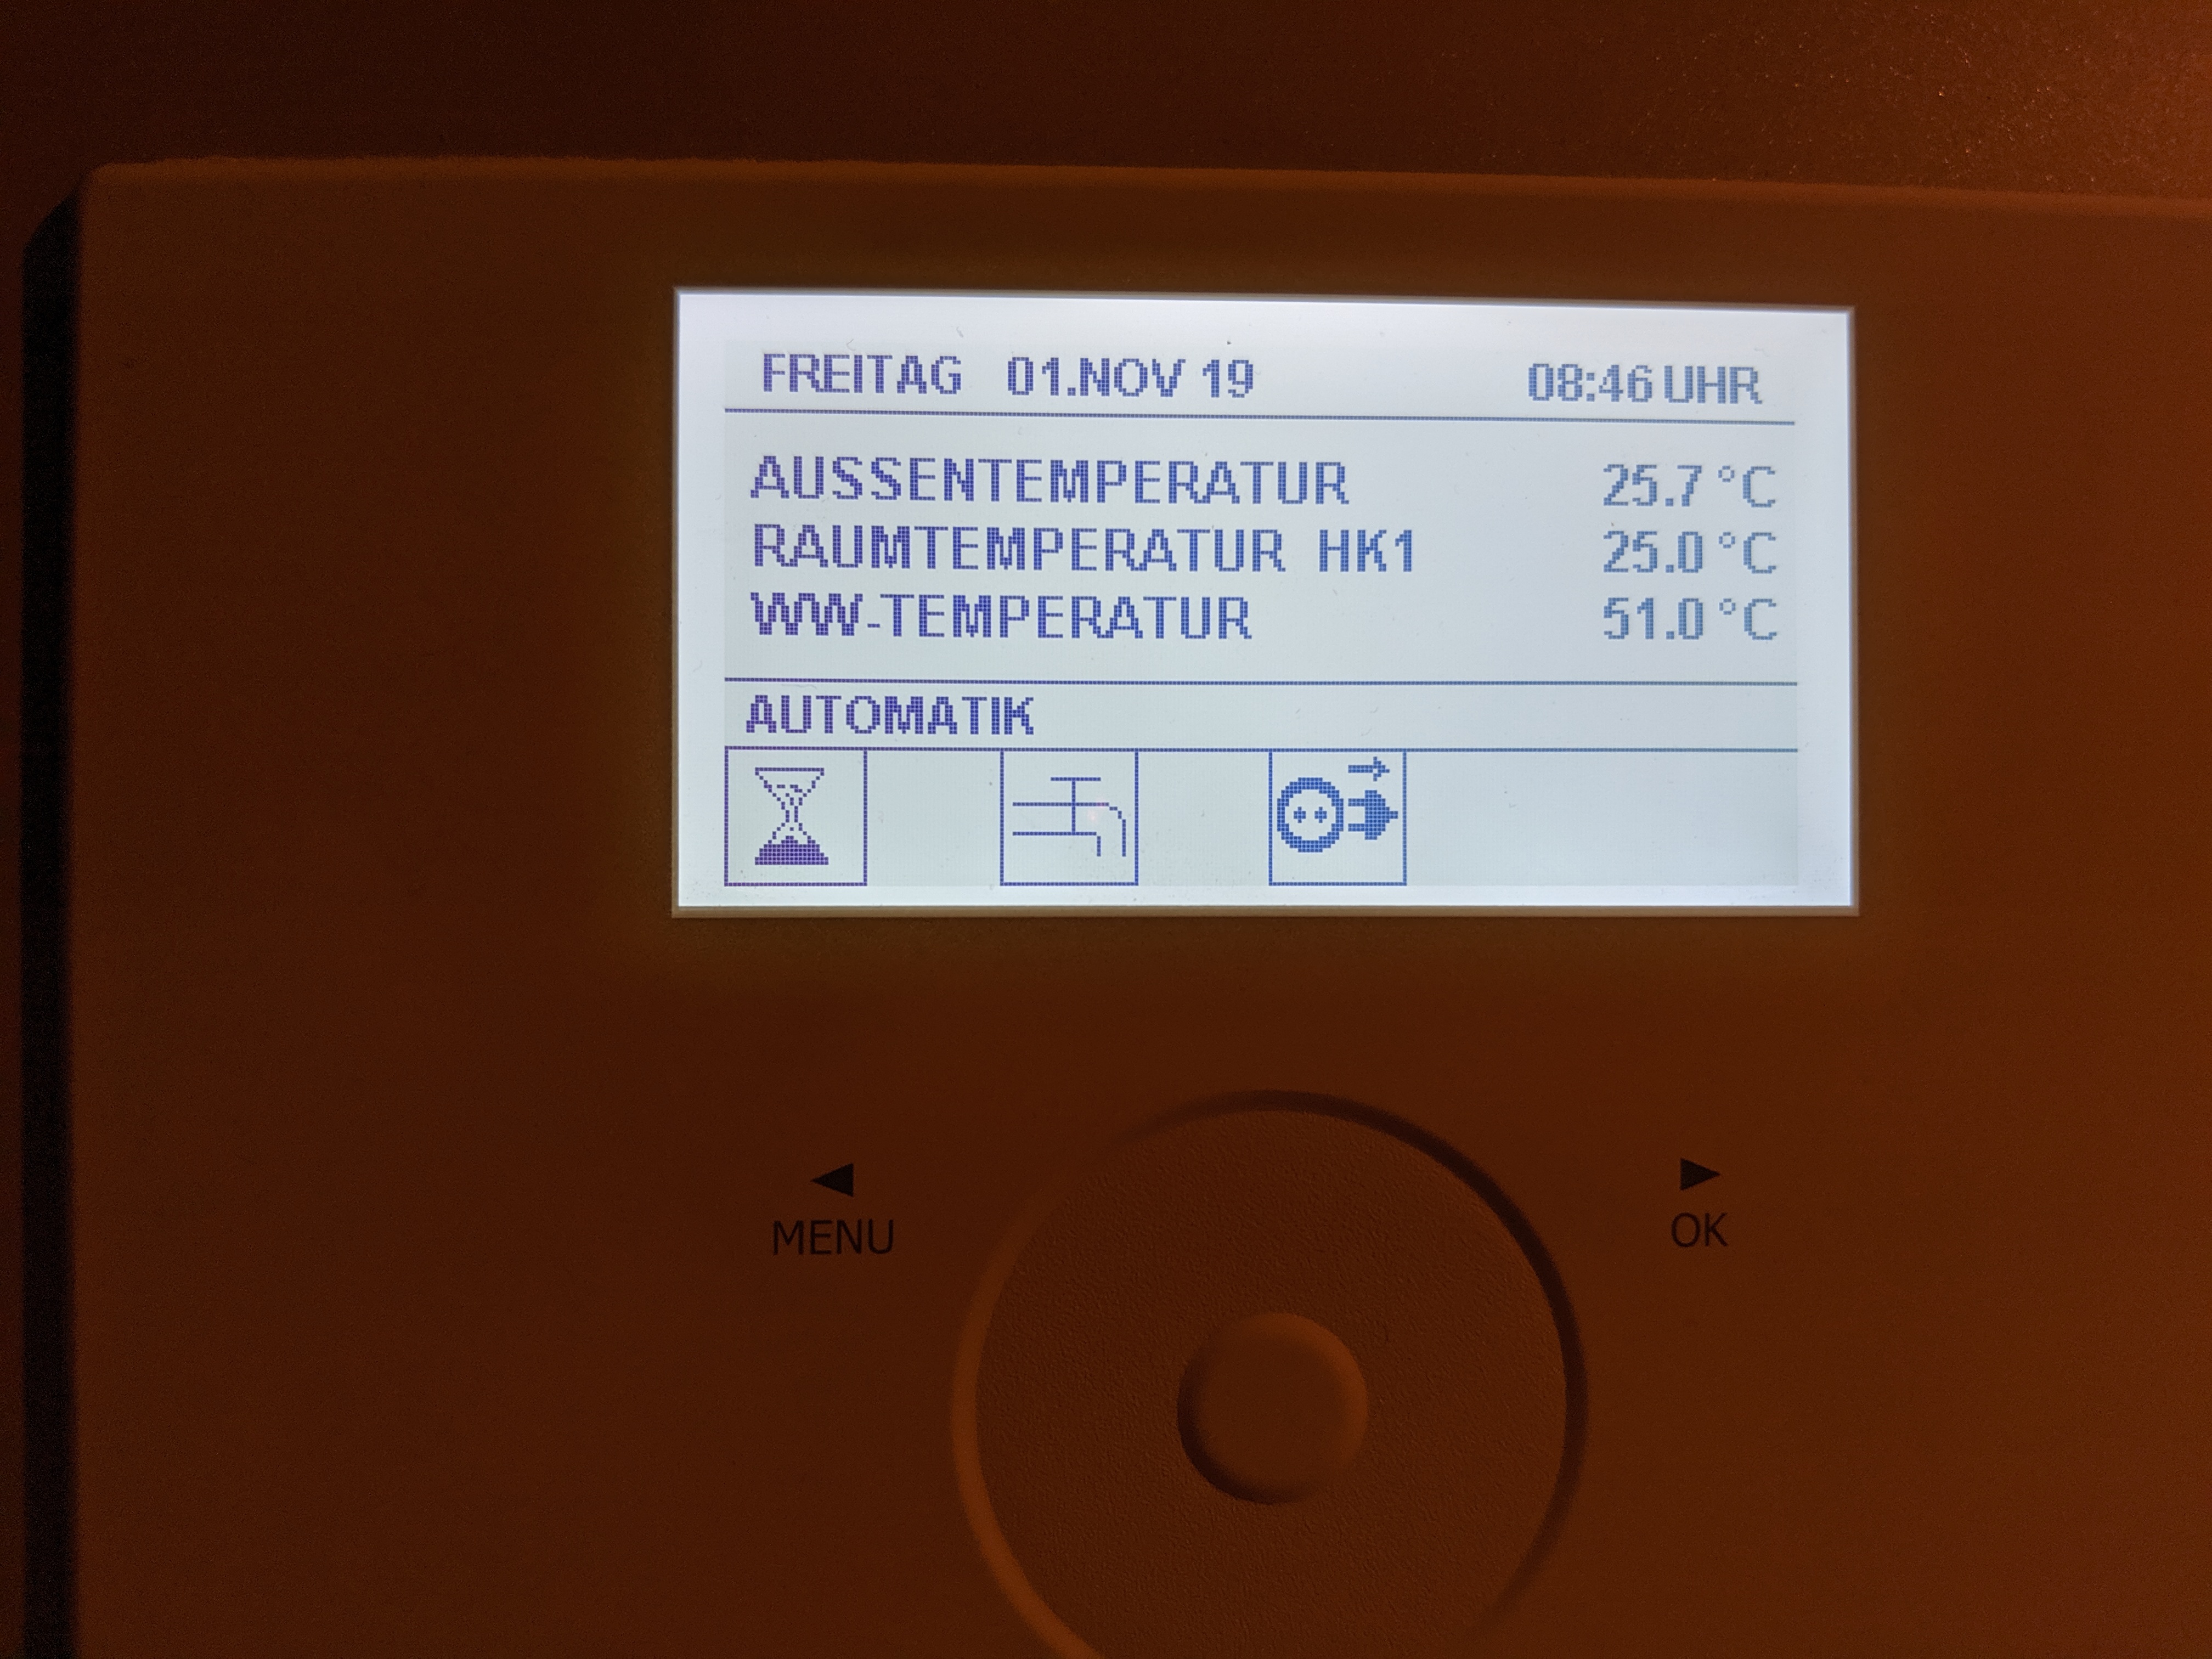 FREITAG 01.NOV 19 08:46 UHR
AUSSENTEMPERATUR 25.7 °C
RAUMTEMPERATUR HK1 25.0 °C
WW-TEMPERATUR 51.0 °C
AUTOMATIK
MENU OK